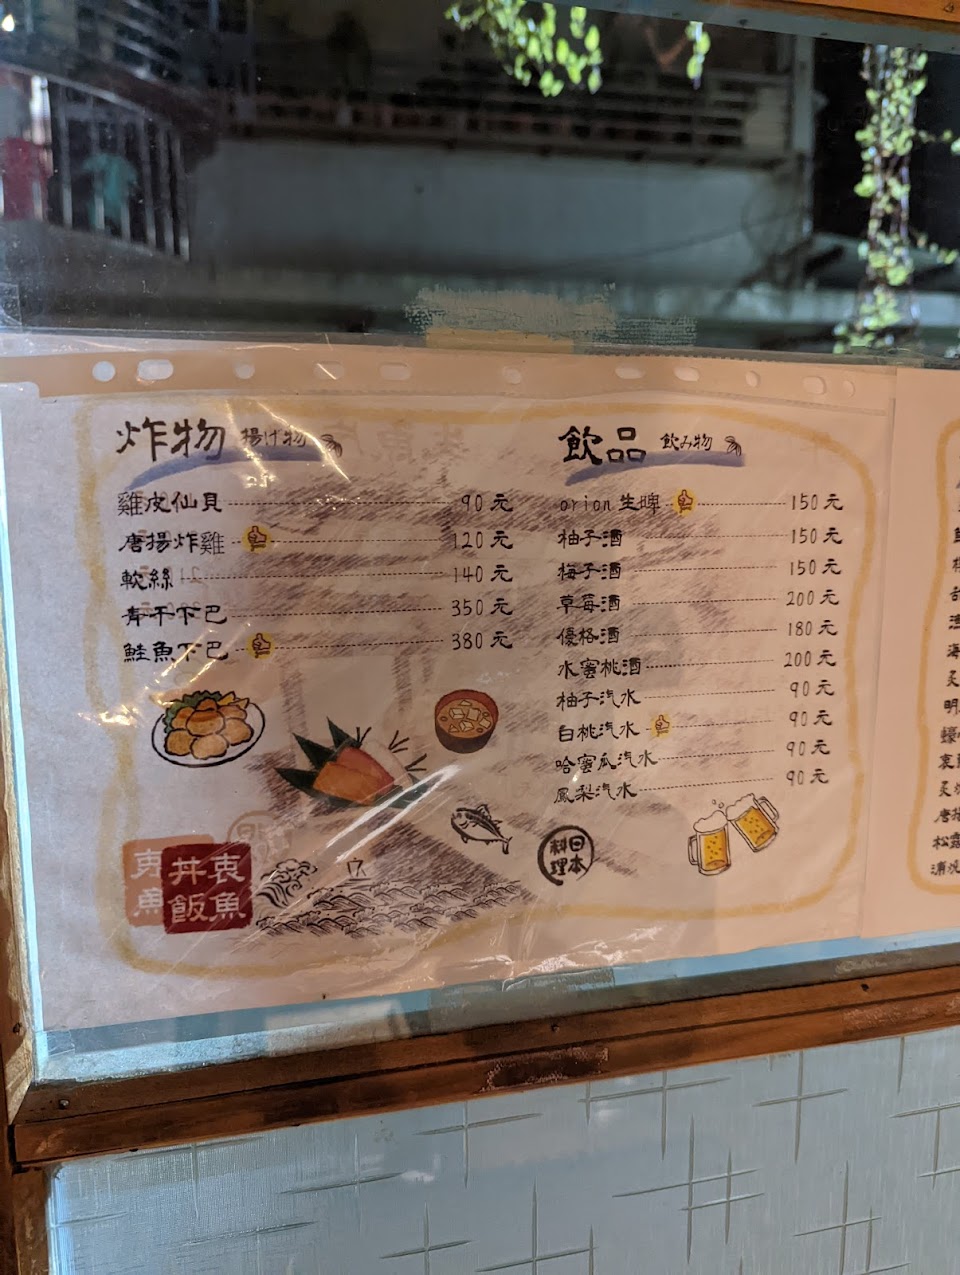 炸物 揚げ物
雞皮仙貝 90元
唐揚炸雞 120元
軟絲 140元
青干下巴 350元
鮭魚下巴 380元
飲品 飲み物
orion生啤 150元
柚子酒 150元
梅子酒 150元
草莓酒 200元
優格酒 180元
水蜜桃酒 200元
柚子汽水 90元
白桃汽水 90元
哈蜜瓜汽水 90元
鳳梨汽水 90元
日本料理
衷魚丼飯